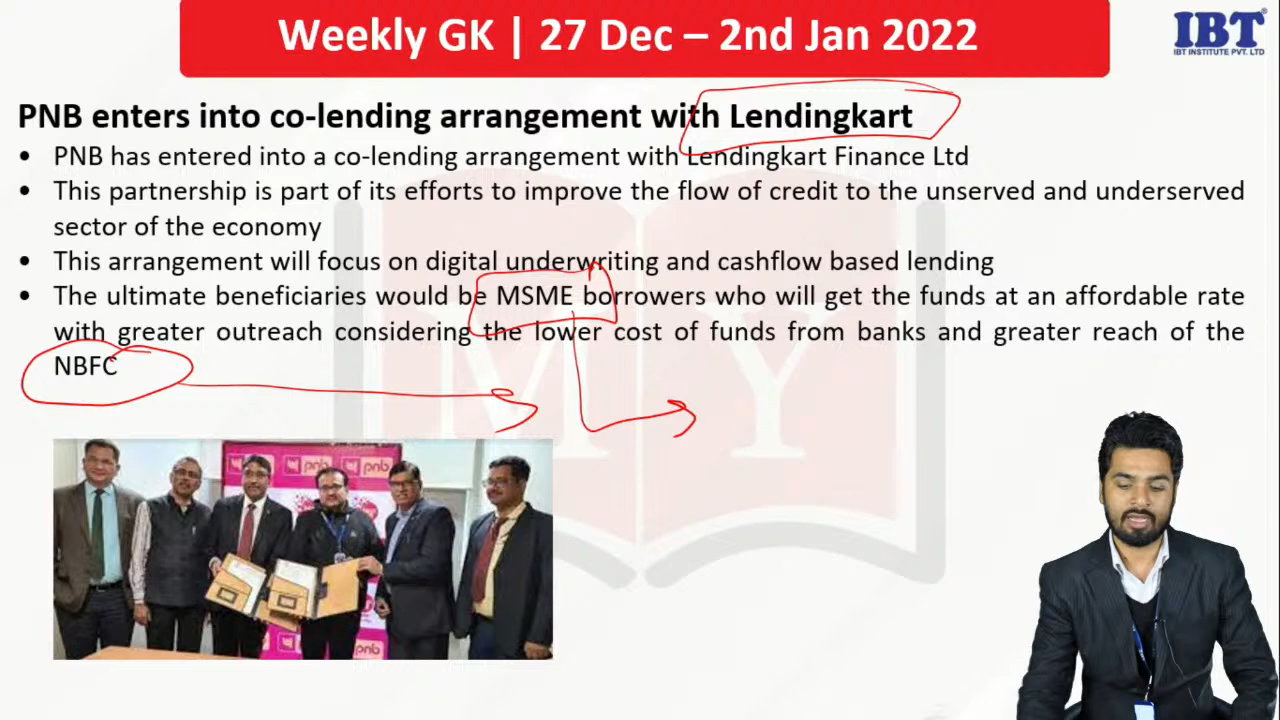 Weekly GK | 27 Dec – 2nd Jan 2022
IBT
IBT INSTITUTE PVT. LTD
PNB enters into co-lending arrangement with Lendingkart
• PNB has entered into a co-lending arrangement with Lendingkart Finance Ltd
• This partnership is part of its efforts to improve the flow of credit to the unserved and underserved
sector of the economy
• This arrangement will focus on digital underwriting and cashflow based lending
• The ultimate beneficiaries would be MSME borrowers who will get the funds at an affordable rate
with greater outreach considering the lower cost of funds from banks and greater reach of the
NBFC
M Y
pnb pnb
pnb